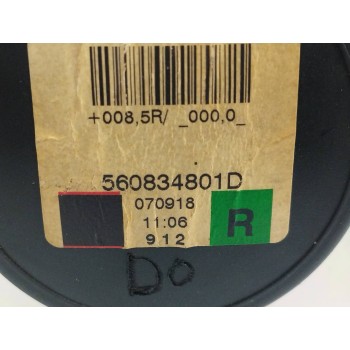 +008,5R/ _000,0_
560834801D
070918
11:06
R
912
DO